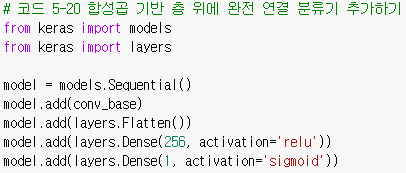 # 코드 5-20 합성곱 기반 층 위에 완전 연결 분류기 추가하기
from keras import models
from keras import layers

model = models.Sequential()
model.add(conv_base)
model.add(layers.Flatten())
model.add(layers.Dense(256, activation='relu'))
model.add(layers.Dense(1, activation='sigmoid'))